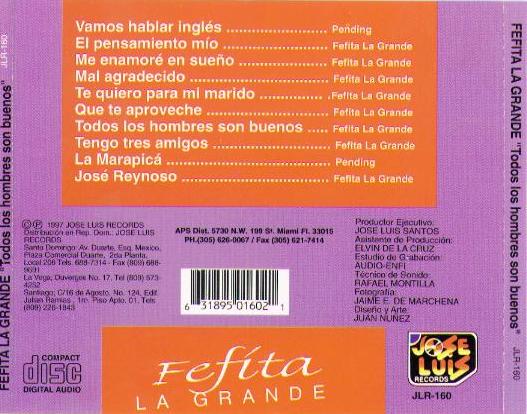 Vamos hablar inglés .......................... Pending
El pensamiento mío .......................... Fefita La Grande
Me enamoré en sueño ..................... Fefita La Grande
Mal agradecido .................................. Fefita La Grande
Te quiero para mi marido ................ .Fefita La Grande
Que te aproveche ............................. Fefita La Grande
Todos los hombres son buenos ..... Fefita La Grande
Tengo tres amigos ............................ Fefita La Grande
La Marapicá ....................................... Pending
José Reynoso ................................... Fefita La Grande
FEFITA LA GRANDE "Todos los hombres son buenos"
JLR-160
FEFITA LA GRANDE "Todos los hombres son buenos"
JLR-160
©℗ 1997 JOSE LUIS RECORDS
Distribución en Rep. Dom. JOSE LUIS
RECORDS
Santo Domingo: Av. Duarte, Esq. Mexico,
Plaza Comercial Duarte, 2da Planta,
Local 206 Tels. 688-7314 - Fax (809) 688-
9691
La Vega, Duverges No. 17, Tel (809) 573-
4252
Santiago, C/16 de Agosto, No. 124, Edif.
Julian Ramas, 1ro. Piso Apto. 01, Tels
(809) 226-1843
APS Dist. 5730 N.W. 199 St. Miami Fl. 33015
PH.(305) 626-0067 / Fax (305) 621-7414
6 31895 01602 1
Productor Ejecutivo:
JOSE LUIS SANTOS
Asistente de Producción:
ELVIN DE LA CRUZ
Estudio de Grabación:
AUDIO-ENFI
Técnico de Sonido:
RAFAEL MONTILLA
Fotografía:
JAIME E. DE MARCHENA
Diseño y Arte:
JUAN NUÑEZ
COMPACT
disc
DIGITAL AUDIO
Fefita
LA GRANDE
JOSE
LUIS
RECORDS
JLR-160